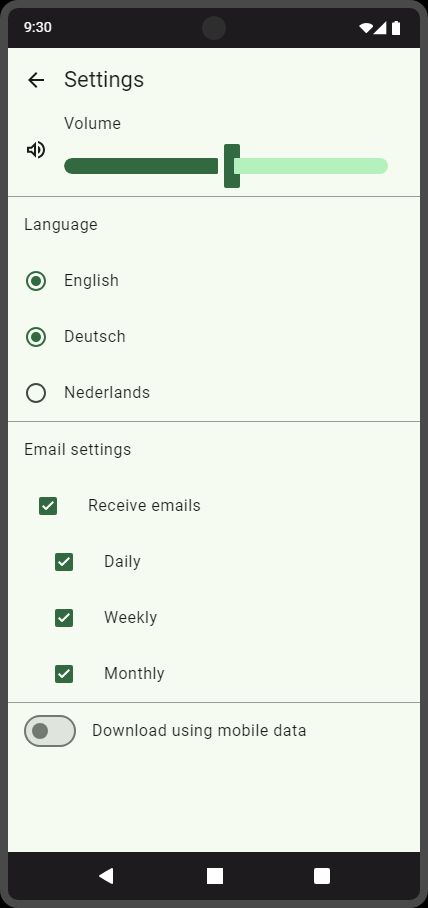 9:30
Settings
Volume
Language
English
Deutsch
Nederlands
Email settings
Receive emails
Daily
Weekly
Monthly
Download using mobile data